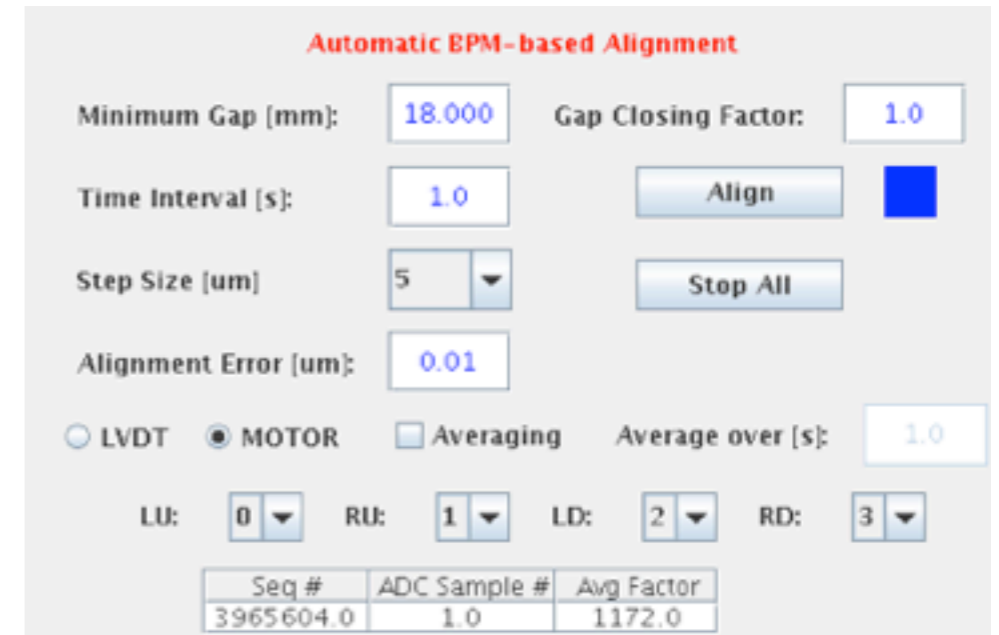 Automatic BPM-based Alignment
Minimum Gap [mm]: 18.000 Gap Closing Factor: 1.0
Time Interval [s]: 1.0 Align
Step Size [um] 5 Stop All
Alignment Error [um]: 0.01
LVDT MOTOR Averaging Average over [s]: 1.0
LU: 0 RU: 1 LD: 2 RD: 3
Seq # ADC Sample # Avg Factor
3965604.0 1.0 1172.0